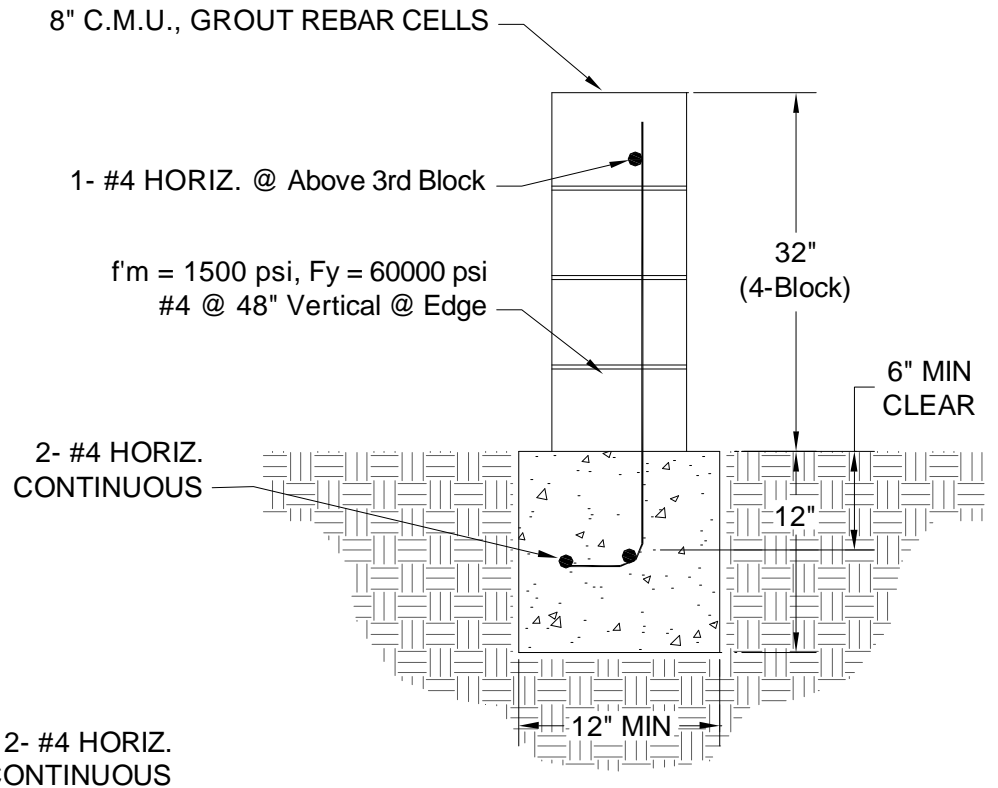 8" C.M.U., GROUT REBAR CELLS
1- #4 HORIZ. @ Above 3rd Block
f'm = 1500 psi, Fy = 60000 psi
#4 @ 48" Vertical @ Edge
32"
(4-Block)
6" MIN
CLEAR
2- #4 HORIZ.
CONTINUOUS
12"
12" MIN
2- #4 HORIZ.
CONTINUOUS